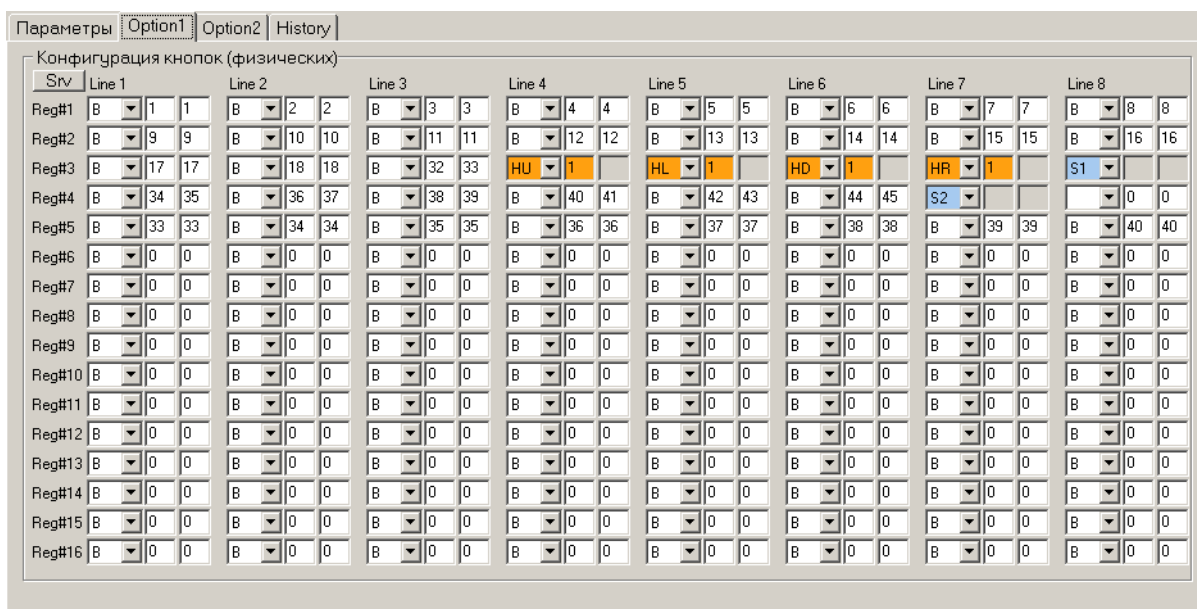 Параметры Option1 Option2 History
Конфигурация кнопок (физических)
Srv Line 1 Line 2 Line 3 Line 4 Line 5 Line 6 Line 7 Line 8
Reg#1 B 1 1 B 2 2 B 3 3 B 4 4 B 5 5 B 6 6 B 7 7 B 8 8
Reg#2 B 9 9 B 10 10 B 11 11 B 12 12 B 13 13 B 14 14 B 15 15 B 16 16
Reg#3 B 17 17 B 18 18 B 32 33 HU 1 HL 1 HD 1 HR 1 S1
Reg#4 B 34 35 B 36 37 B 38 39 B 40 41 B 42 43 B 44 45 S2 0 0
Reg#5 B 33 33 B 34 34 B 35 35 B 36 36 B 37 37 B 38 38 B 39 39 B 40 40
Reg#6 B 0 0 B 0 0 B 0 0 B 0 0 B 0 0 B 0 0 B 0 0 B 0 0
Reg#7 B 0 0 B 0 0 B 0 0 B 0 0 B 0 0 B 0 0 B 0 0 B 0 0
Reg#8 B 0 0 B 0 0 B 0 0 B 0 0 B 0 0 B 0 0 B 0 0 B 0 0
Reg#9 B 0 0 B 0 0 B 0 0 B 0 0 B 0 0 B 0 0 B 0 0 B 0 0
Reg#10 B 0 0 B 0 0 B 0 0 B 0 0 B 0 0 B 0 0 B 0 0 B 0 0
Reg#11 B 0 0 B 0 0 B 0 0 B 0 0 B 0 0 B 0 0 B 0 0 B 0 0
Reg#12 B 0 0 B 0 0 B 0 0 B 0 0 B 0 0 B 0 0 B 0 0 B 0 0
Reg#13 B 0 0 B 0 0 B 0 0 B 0 0 B 0 0 B 0 0 B 0 0 B 0 0
Reg#14 B 0 0 B 0 0 B 0 0 B 0 0 B 0 0 B 0 0 B 0 0 B 0 0
Reg#15 B 0 0 B 0 0 B 0 0 B 0 0 B 0 0 B 0 0 B 0 0 B 0 0
Reg#16 B 0 0 B 0 0 B 0 0 B 0 0 B 0 0 B 0 0 B 0 0 B 0 0